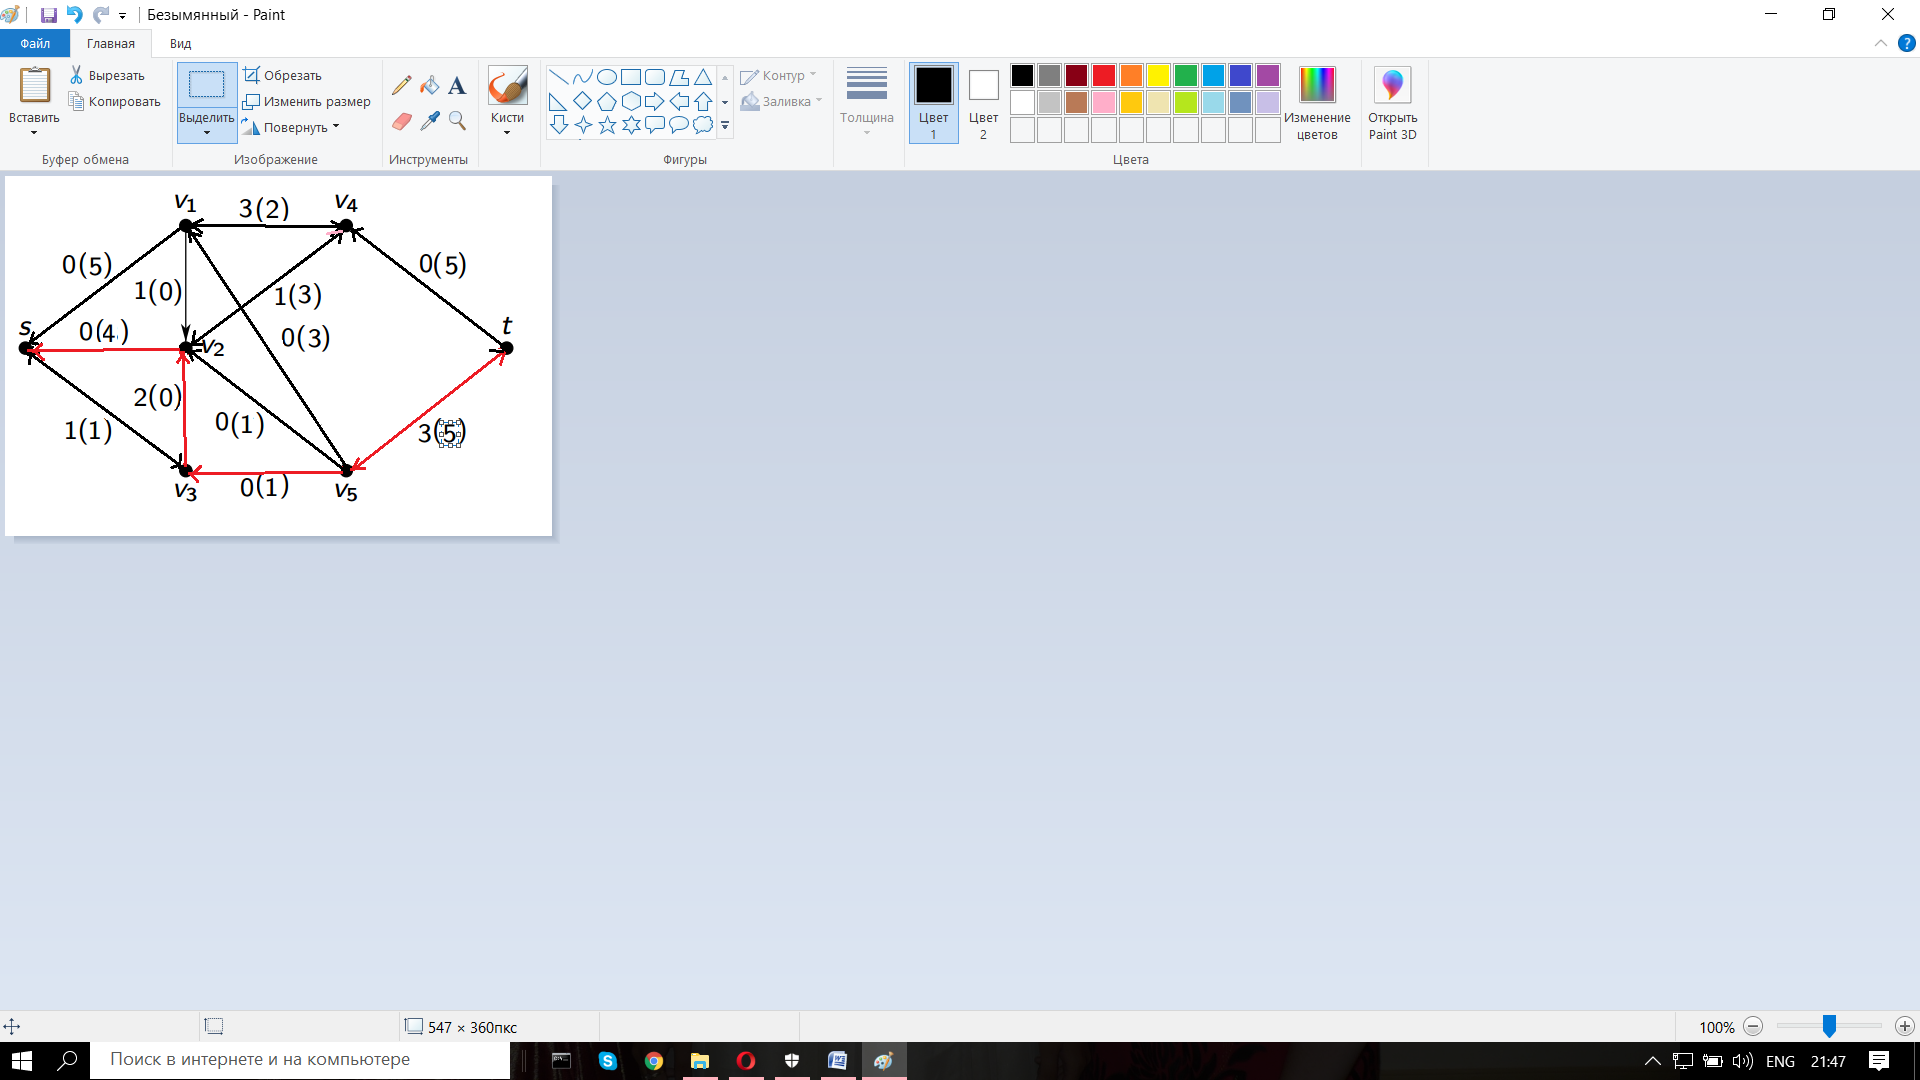 Безымянный - Paint
Файл Главная Вид
Вставить
Вырезать
Копировать
Буфер обмена
Выделить
Обрезать
Изменить размер
Повернуть
Изображение
A
Инструменты
Кисти
Фигуры
Контур
Заливка
Толщина
Цвет 1
Цвет 2
Изменение цветов
Цвета
Открыть Paint 3D
?
v1 3(2) v4
0(5) 0(5)
1(0) 1(3)
s 0(4) v2 0(3) t
2(0)
1(1) 0(1) 3(5)
v3 0(1) v5
547 × 360пкс
100%
Поиск в интернете и на компьютере
ENG 21:47